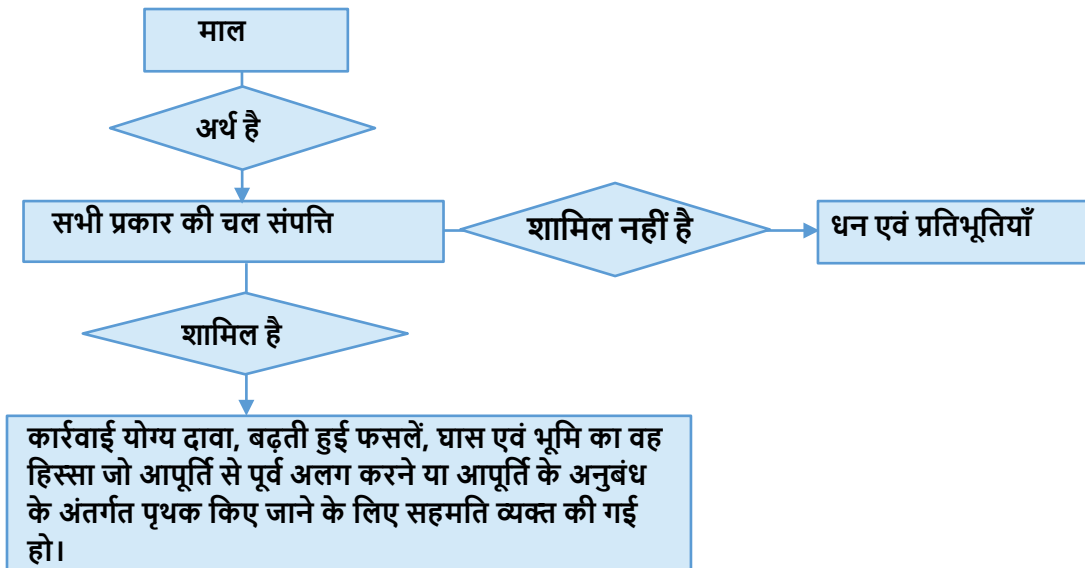 माल
अर्थ है
सभी प्रकार की चल संपत्ति
शामिल नहीं है
धन एवं प्रतिभूतियाँ
शामिल है
कार्रवाई योग्य दावा, बढ़ती हुई फसलें, घास एवं भूमि का वह
हिस्सा जो आपूर्ति से पूर्व अलग करने या आपूर्ति के अनुबंध
के अंतर्गत पृथक किए जाने के लिए सहमति व्यक्त की गई
हो।